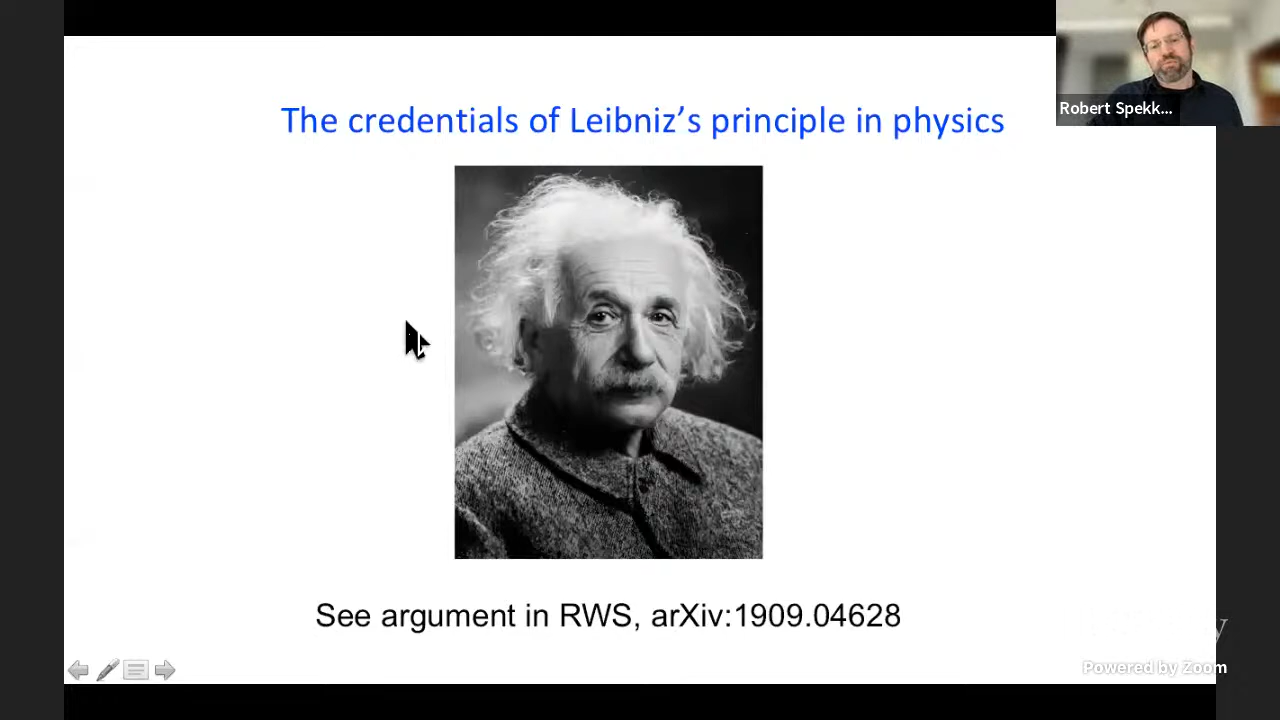 The credentials of Leibniz’s principle in physics
Robert Spekk...
See argument in RWS, arXiv:1909.04628
Powered by Zoom